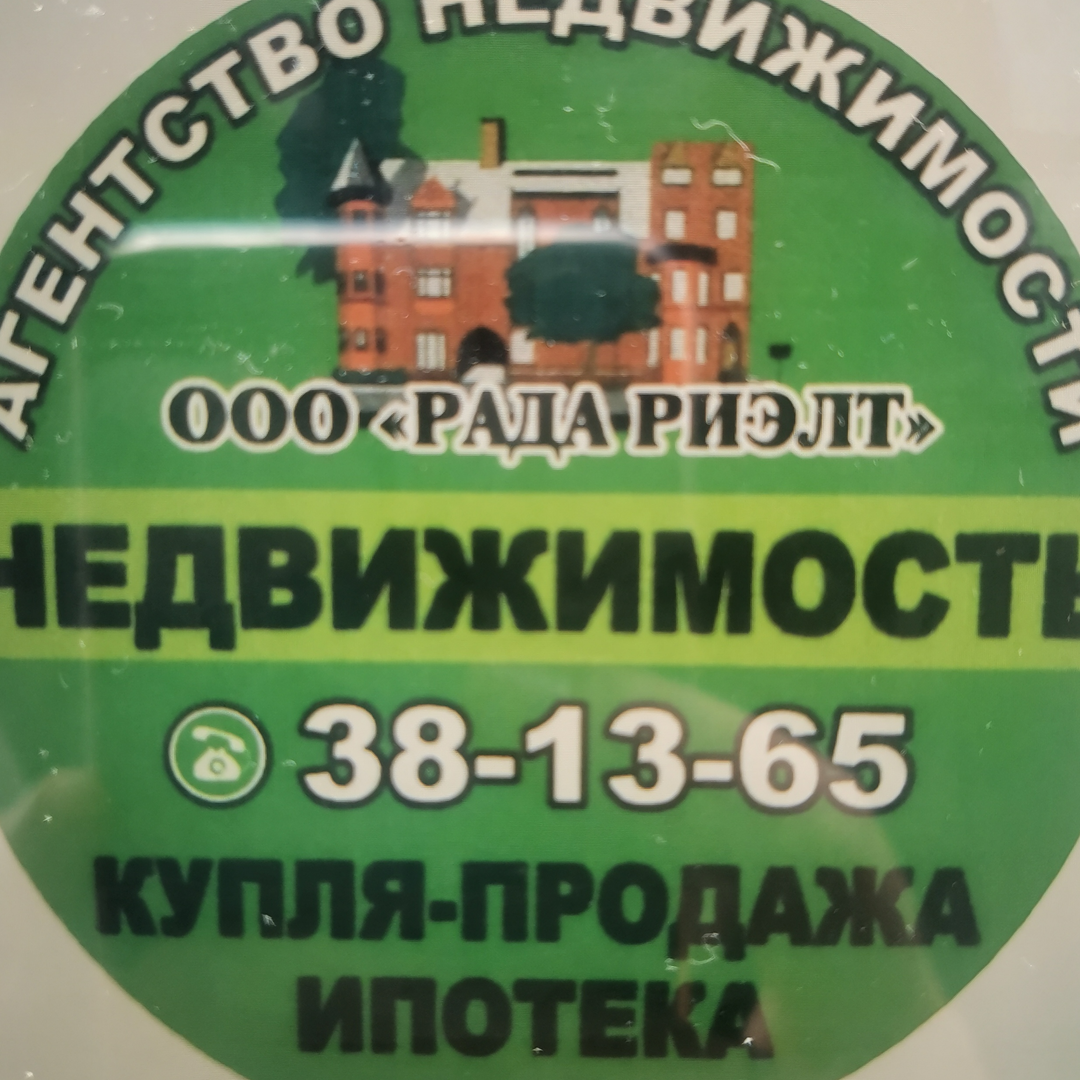 АГЕНТСТВО НЕДВИЖИМОСТИ
ООО «РАДА РИЭЛТ»
НЕДВИЖИМОСТЬ
38-13-65
КУПЛЯ-ПРОДАЖА
ИПОТЕКА